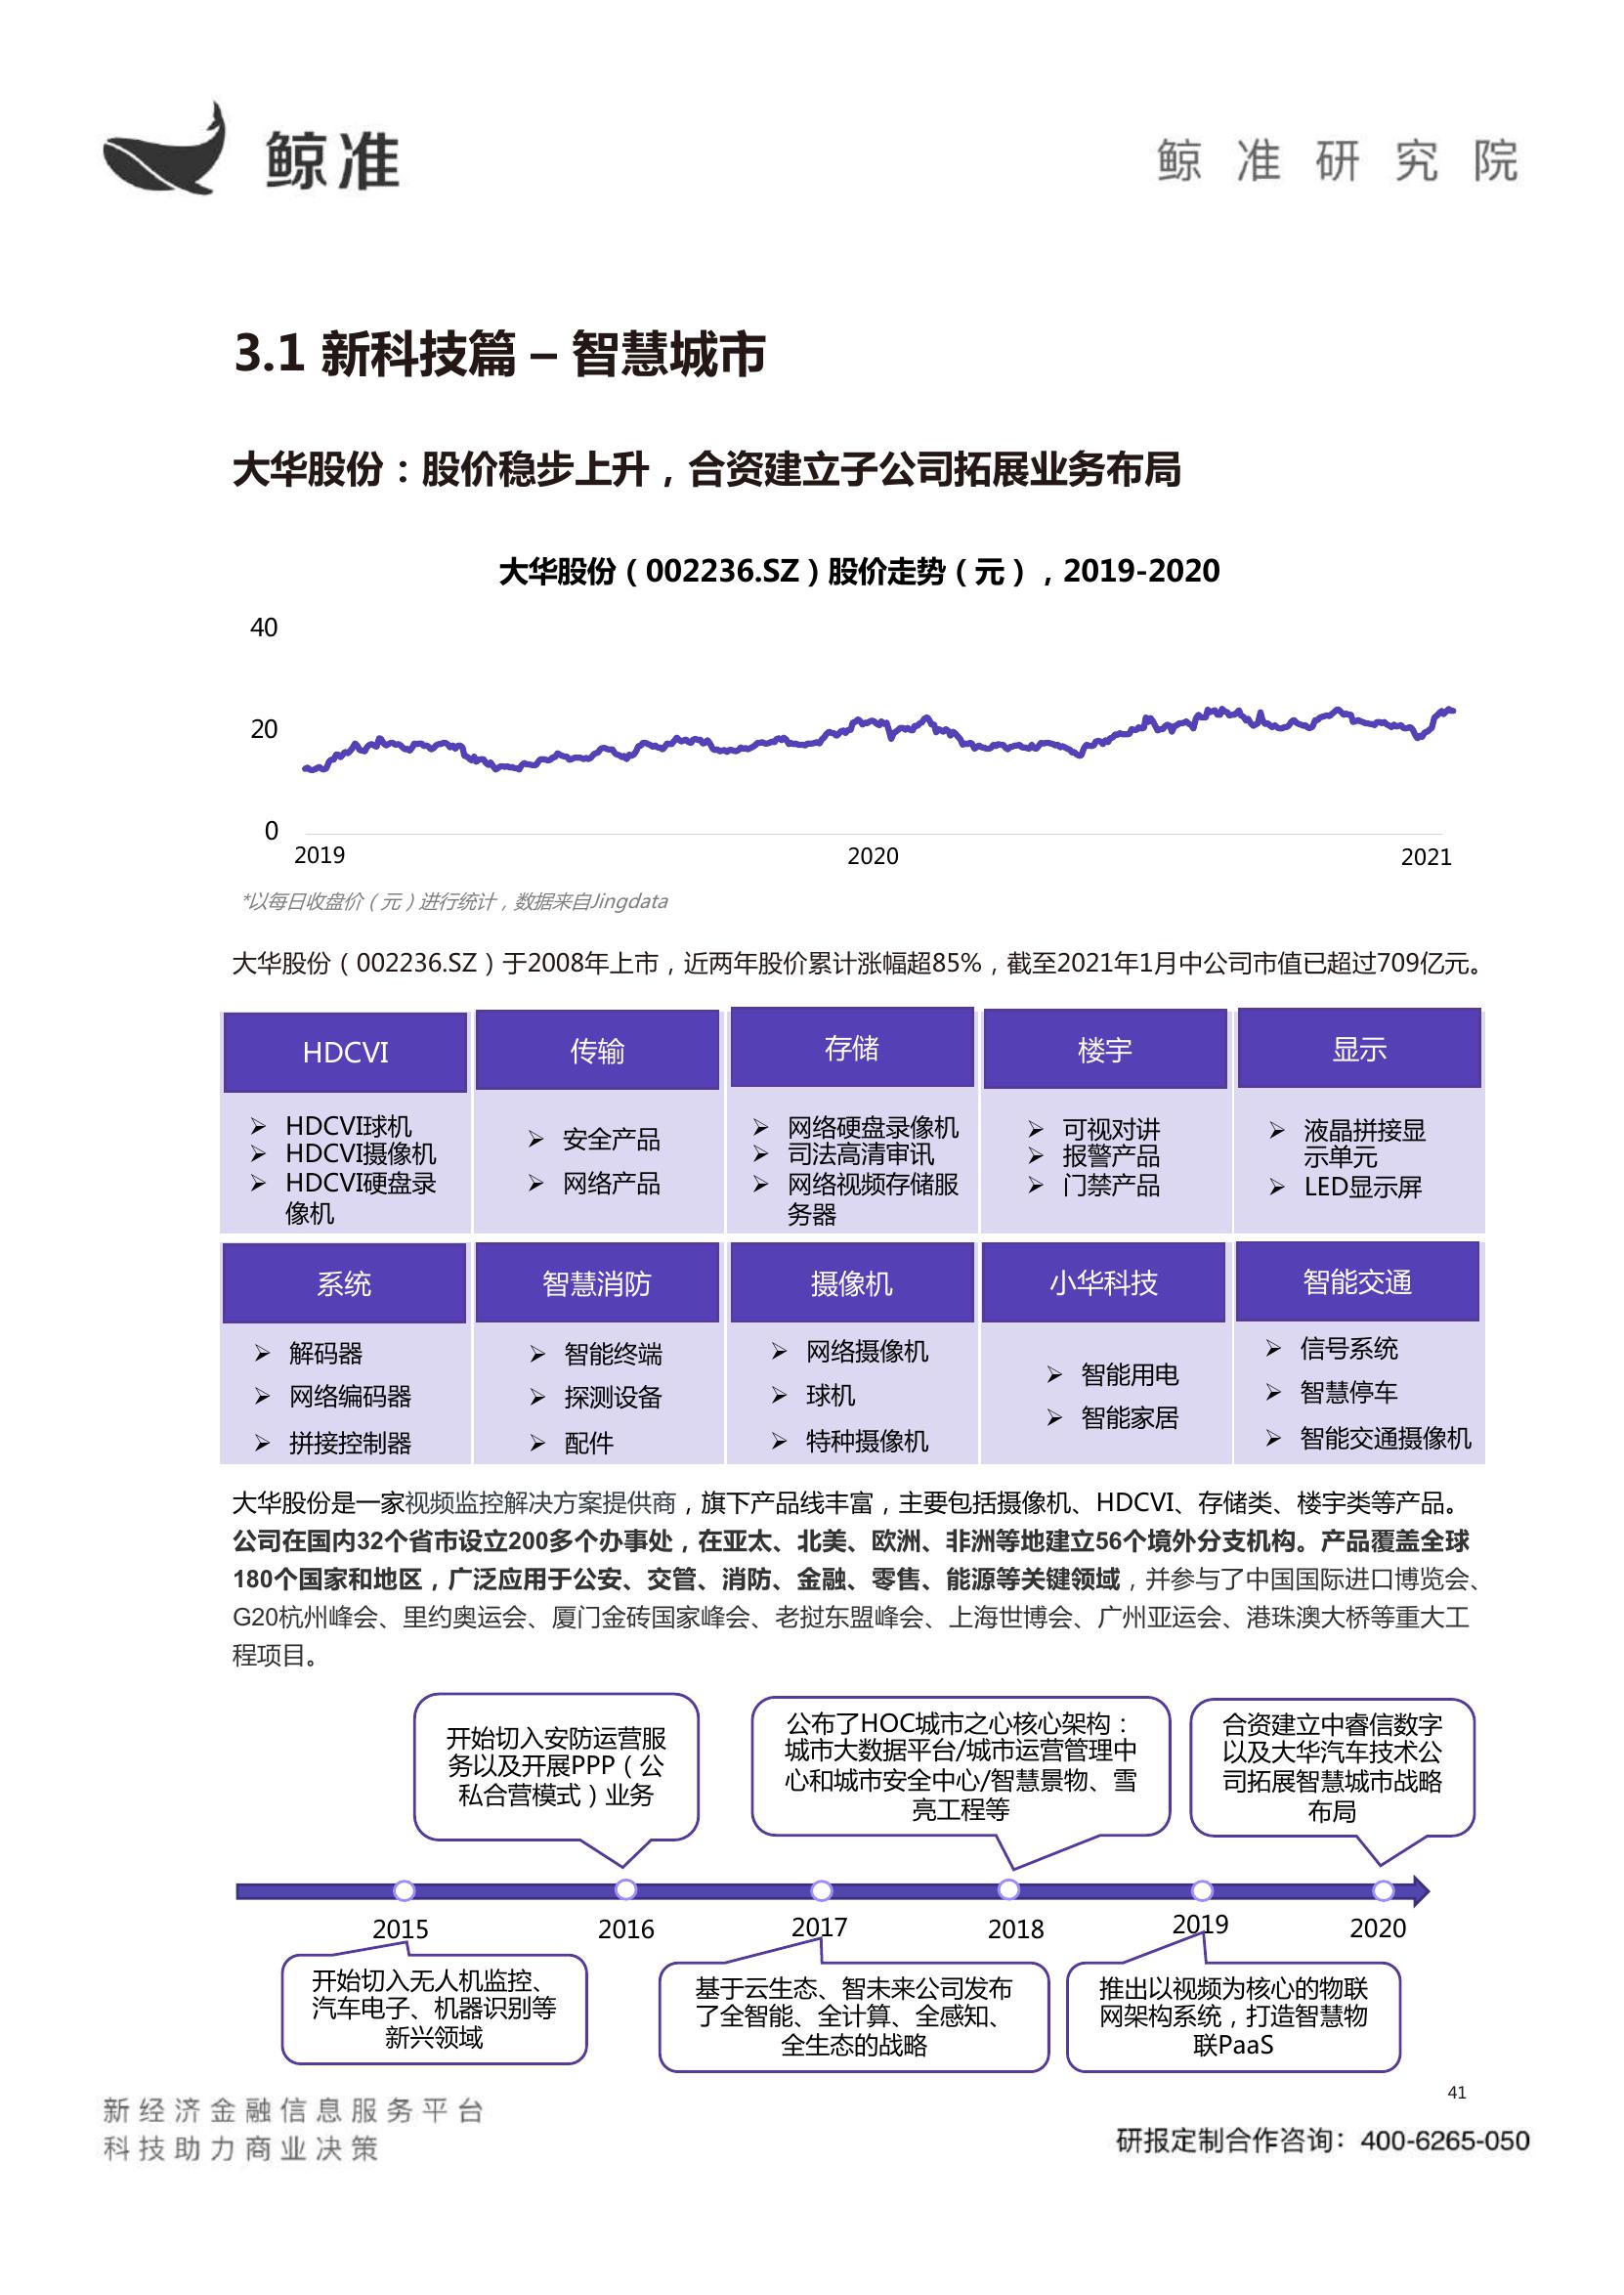 鲸准
鲸准研究院
3.1 新科技篇 – 智慧城市
大华股份：股价稳步上升，合资建立子公司拓展业务布局
大华股份（002236.SZ）股价走势（元），2019-2020
40
20
0
2019
2020
2021
*以每日收盘价（元）进行统计，数据来自Jingdata
大华股份（002236.SZ）于2008年上市，近两年股价累计涨幅超85%，截至2021年1月中公司市值已超过709亿元。
HDCVI
➢ HDCVI球机
➢ HDCVI摄像机
➢ HDCVI硬盘录
像机
传输
➢ 安全产品
➢ 网络产品
存储
➢ 网络硬盘录像机
➢ 司法高清审讯
➢ 网络视频存储服
务器
楼宇
➢ 可视对讲
➢ 报警产品
➢ 门禁产品
显示
➢ 液晶拼接显
示单元
➢ LED显示屏
系统
➢ 解码器
➢ 网络编码器
➢ 拼接控制器
智慧消防
➢ 智能终端
➢ 探测设备
➢ 配件
摄像机
➢ 网络摄像机
➢ 球机
➢ 特种摄像机
小华科技
➢ 智能用电
➢ 智能家居
智能交通
➢ 信号系统
➢ 智慧停车
➢ 智能交通摄像机
大华股份是一家视频监控解决方案提供商，旗下产品线丰富，主要包括摄像机、HDCVI、存储类、楼宇类等产品。
公司在国内32个省市设立200多个办事处，在亚太、北美、欧洲、非洲等地建立56个境外分支机构。产品覆盖全球
180个国家和地区，广泛应用于公安、交管、消防、金融、零售、能源等关键领域，并参与了中国国际进口博览会、
G20杭州峰会、里约奥运会、厦门金砖国家峰会、老挝东盟峰会、上海世博会、广州亚运会、港珠澳大桥等重大工
程项目。
开始切入安防运营服
务以及开展PPP（公
私合营模式）业务
公布了HOC城市之心核心架构：
城市大数据平台/城市运营管理中
心和城市安全中心/智慧景物、雪
亮工程等
合资建立中睿信数字
以及大华汽车技术公
司拓展智慧城市战略
布局
2015
2016
2017
2018
2019
2020
开始切入无人机监控、
汽车电子、机器识别等
新兴领域
基于云生态、智未来公司发布
了全智能、全计算、全感知、
全生态的战略
推出以视频为核心的物联
网架构系统，打造智慧物
联PaaS
41
新经济金融信息服务平台
科技助力商业决策
研报定制合作咨询：400-6265-050